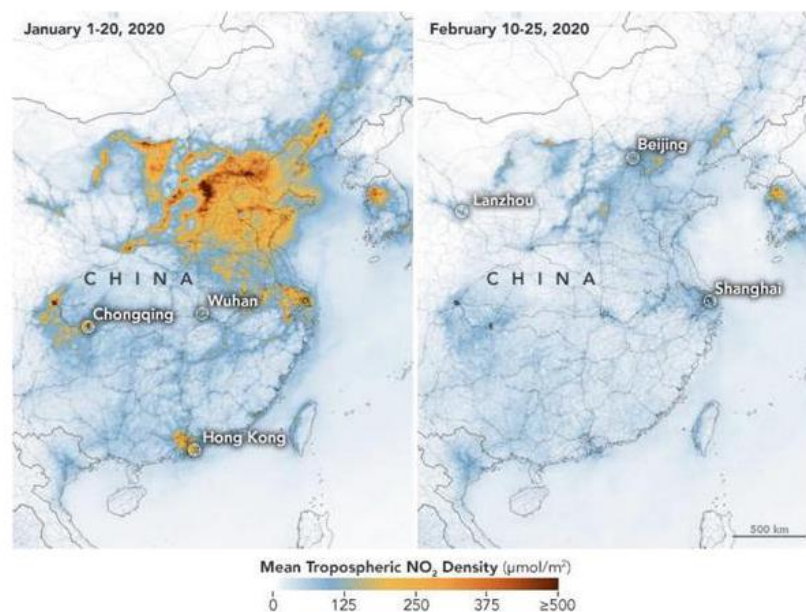 January 1-20, 2020
February 10-25, 2020
Beijing
Lanzhou
CHINA
CHINA
Wuhan
Shanghai
Chongqing
Hong Kong
500 km
Mean Tropospheric NO₂ Density (μmol/m²)
0 125 250 375 ≥500